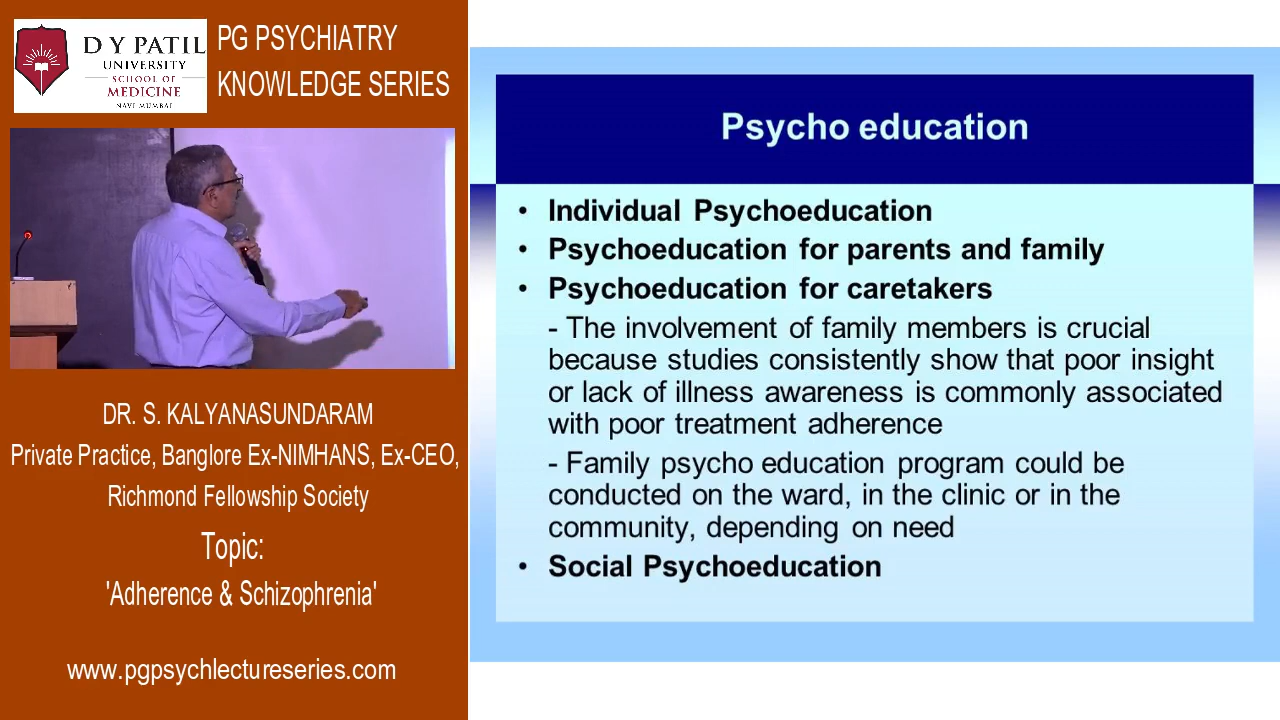 D Y PATIL
UNIVERSITY
SCHOOL OF
MEDICINE
NAVI MUMBAI
PG PSYCHIATRY
KNOWLEDGE SERIES
DR. S. KALYANASUNDARAM
Private Practice, Banglore Ex-NIMHANS, Ex-CEO,
Richmond Fellowship Society
Topic:
'Adherence & Schizophrenia'
www.pgpsychlectureseries.com
Psycho education
• Individual Psychoeducation
• Psychoeducation for parents and family
• Psychoeducation for caretakers
- The involvement of family members is crucial
because studies consistently show that poor insight
or lack of illness awareness is commonly associated
with poor treatment adherence
- Family psycho education program could be
conducted on the ward, in the clinic or in the
community, depending on need
• Social Psychoeducation